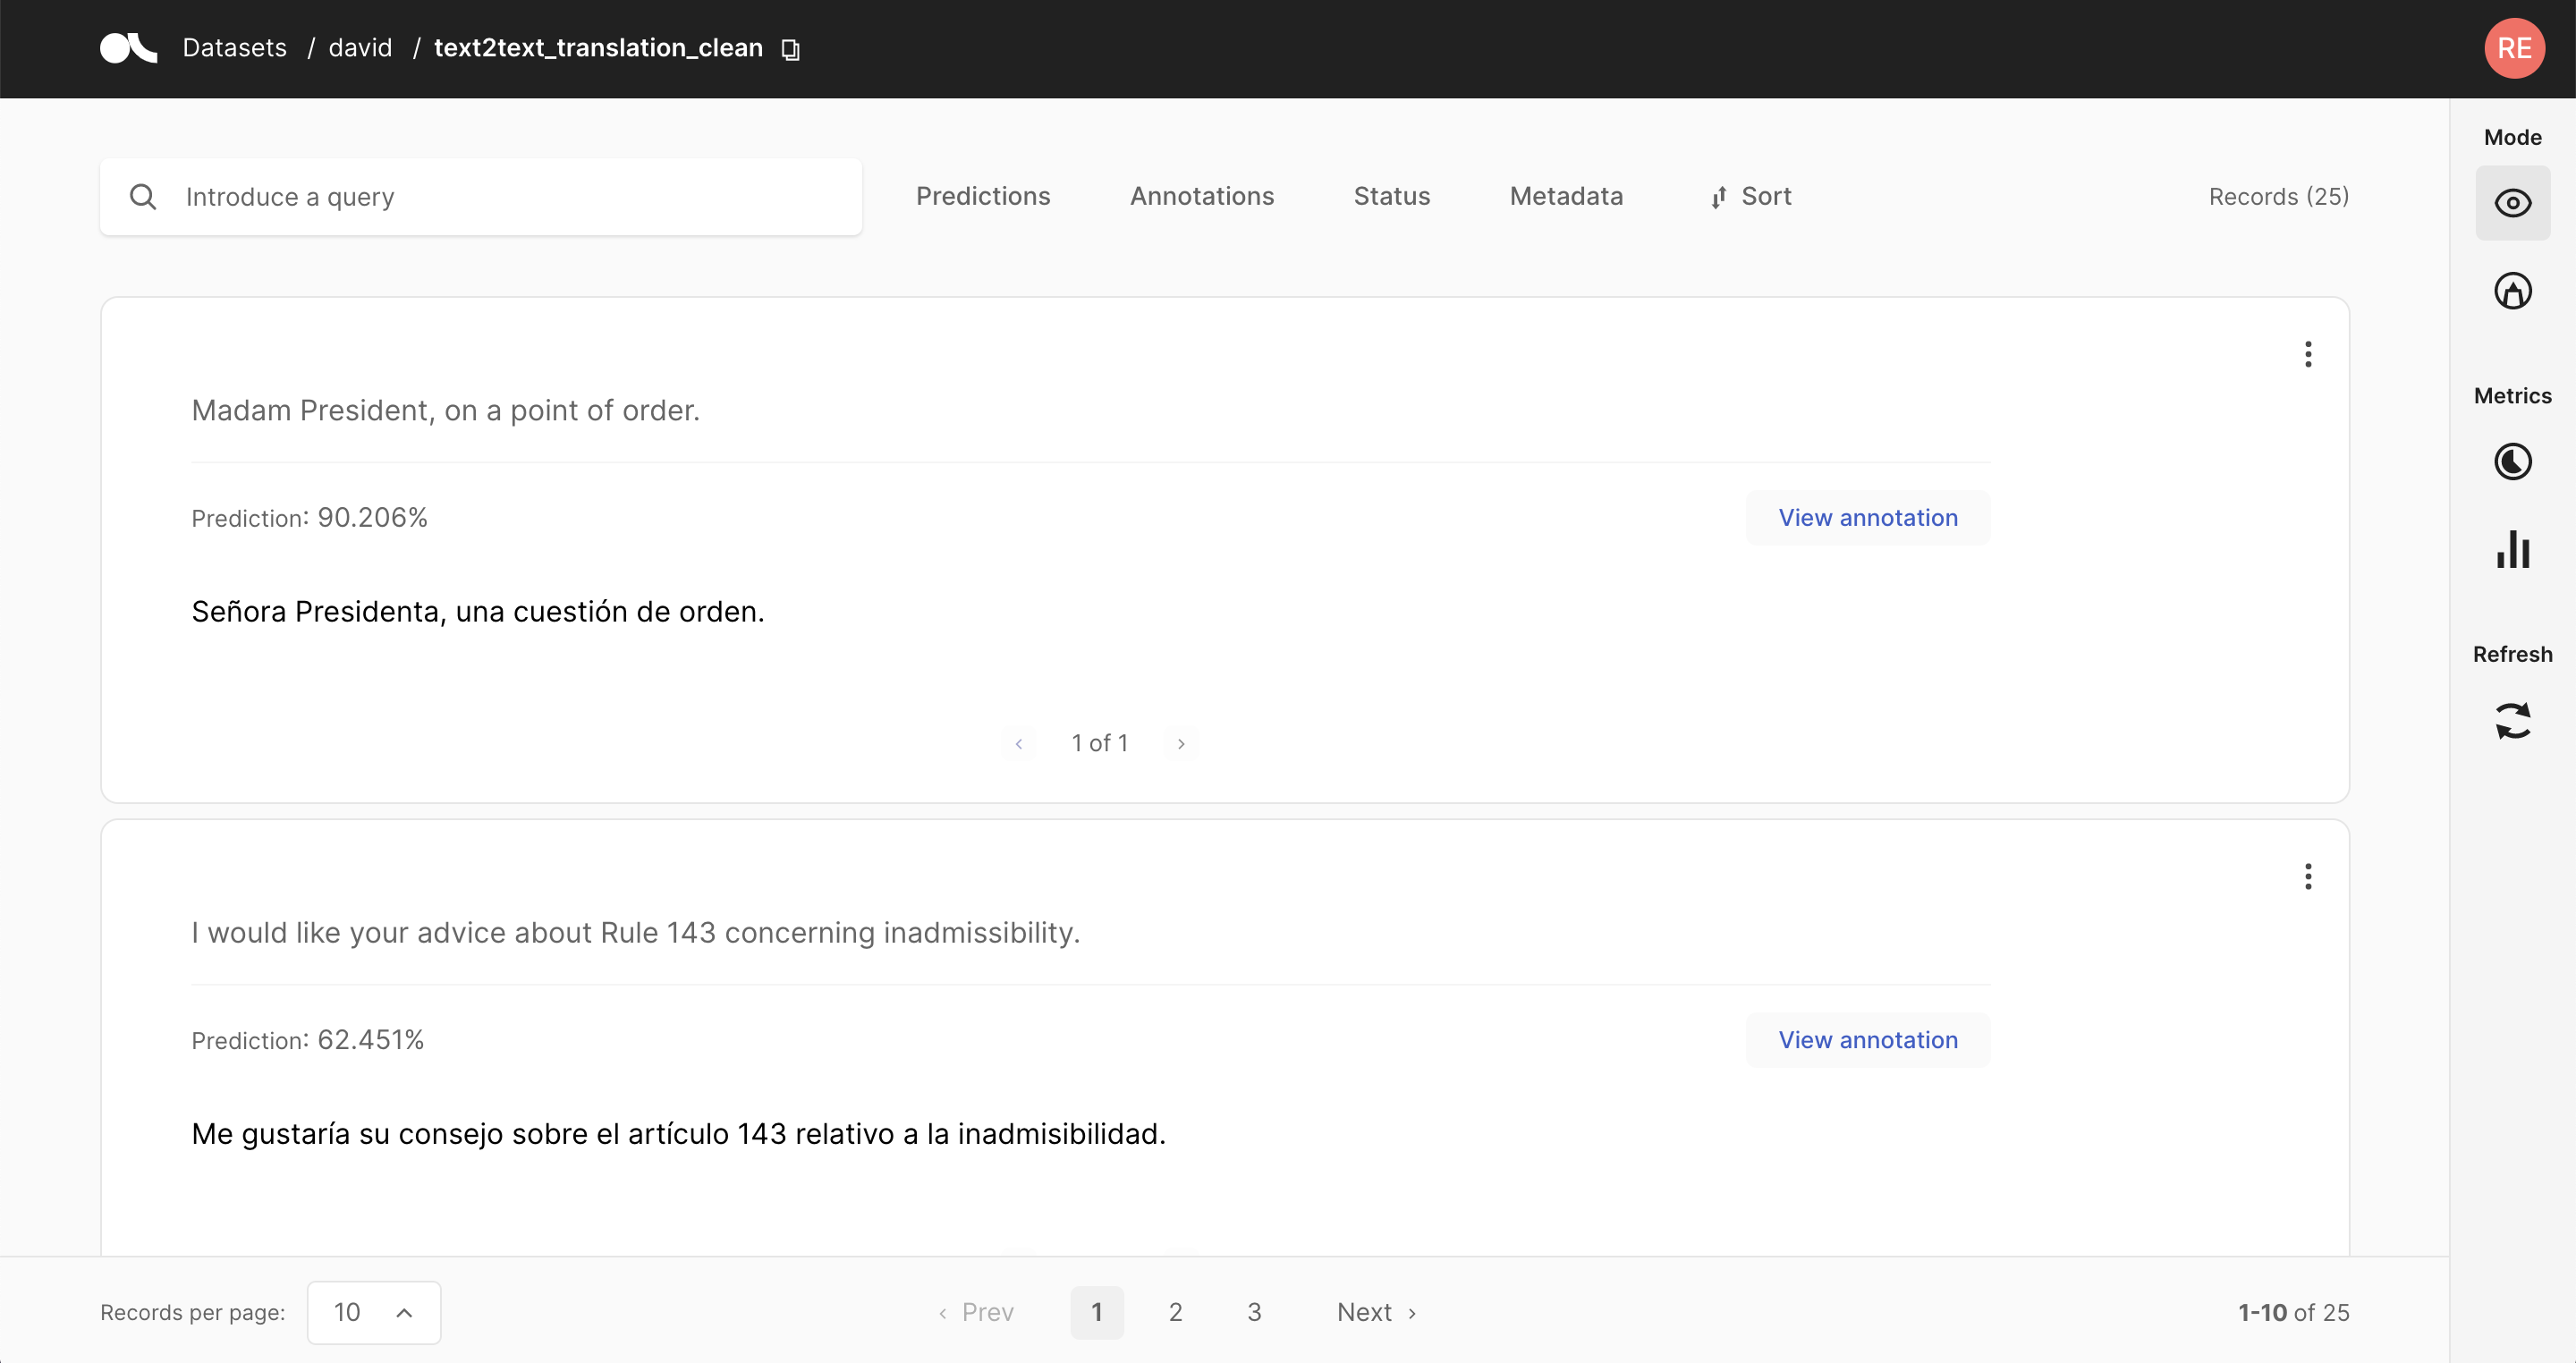 Datasets / david / text2text_translation_clean
RE
Introduce a query
Predictions
Annotations
Status
Metadata
Sort
Records (25)
Mode
Madam President, on a point of order.
Prediction: 90.206%
View annotation
Señora Presidenta, una cuestión de orden.
< 1 of 1 >
Metrics
Refresh
I would like your advice about Rule 143 concerning inadmissibility.
Prediction: 62.451%
View annotation
Me gustaría su consejo sobre el artículo 143 relativo a la inadmisibilidad.
Records per page: 10
‹ Prev 1 2 3 Next ›
1-10 of 25